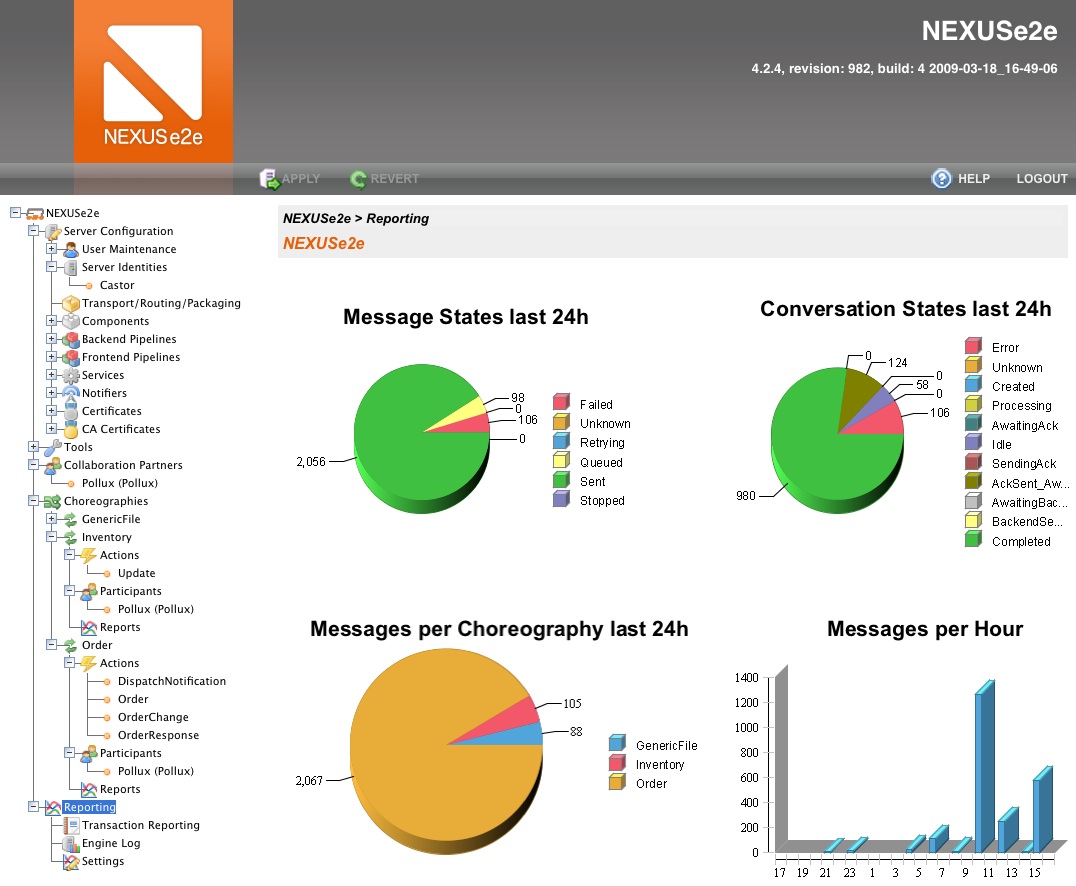 NEXUSe2e
4.2.4, revision: 982, build: 4 2009-03-18_16-49-06
NEXUSe2e
APPLY
REVERT
HELP
LOGOUT
NEXUSe2e
Server Configuration
User Maintenance
Server Identities
Castor
Transport/Routing/Packaging
Components
Backend Pipelines
Frontend Pipelines
Services
Notifiers
Certificates
CA Certificates
Tools
Collaboration Partners
Pollux (Pollux)
Choreographies
GenericFile
Inventory
Actions
Update
Participants
Pollux (Pollux)
Reports
Order
Actions
DispatchNotification
Order
OrderChange
OrderResponse
Participants
Pollux (Pollux)
Reports
Reporting
Transaction Reporting
Engine Log
Settings
NEXUSe2e > Reporting
NEXUSe2e
Message States last 24h
98
0
106
0
2,056
Failed
Unknown
Retrying
Queued
Sent
Stopped
Conversation States last 24h
0
124
0
58
0
106
980
Error
Unknown
Created
Processing
AwaitingAck
Idle
SendingAck
AckSent_Aw...
AwaitingBac...
BackendSe...
Completed
Messages per Choreography last 24h
105
88
2,067
GenericFile
Inventory
Order
Messages per Hour
1400
1200
1000
800
600
400
200
0
17 19 21 23 1 3 5 7 9 11 13 15